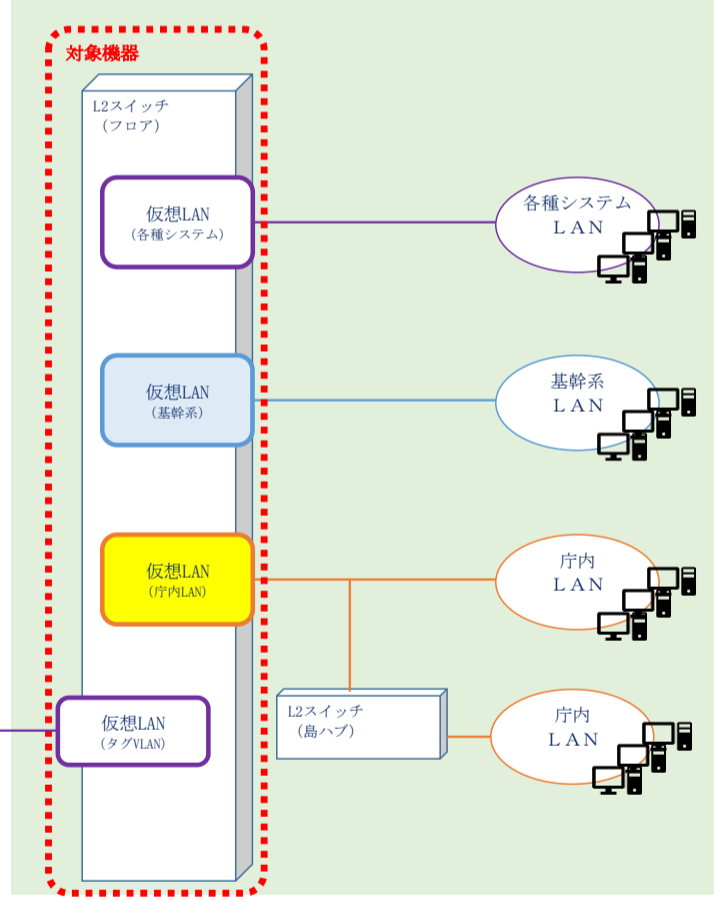 対象機器
L2スイッチ
(フロア)
仮想LAN
(各種システム)
各種システム
ＬＡＮ
仮想LAN
(基幹系)
基幹系
ＬＡＮ
仮想LAN
(庁内LAN)
庁内
ＬＡＮ
仮想LAN
(タグVLAN)
L2スイッチ
(島ハブ)
庁内
ＬＡＮ